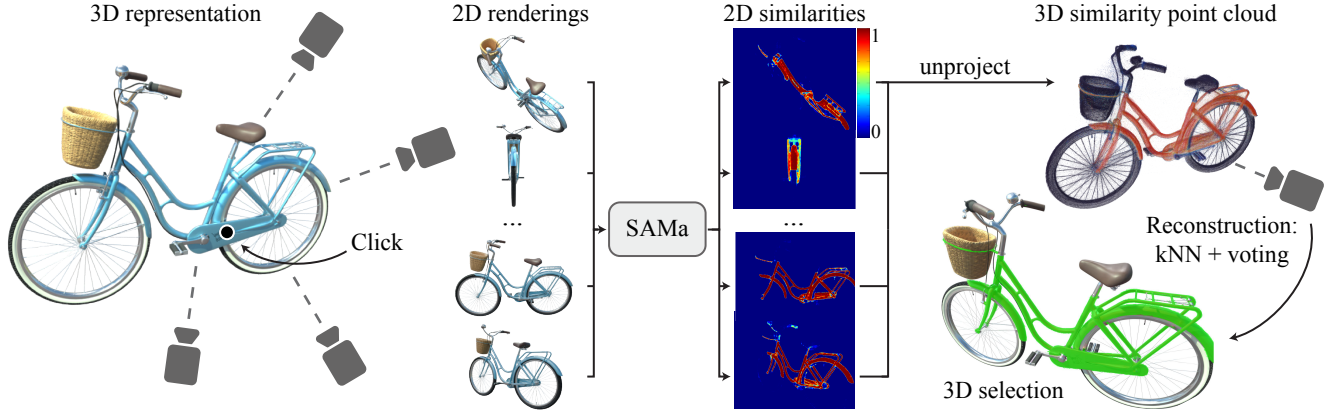 3D representation
2D renderings
2D similarities
3D similarity point cloud
1
0
unproject
Click
...
SAMa
...
Reconstruction:
kNN + voting
3D selection